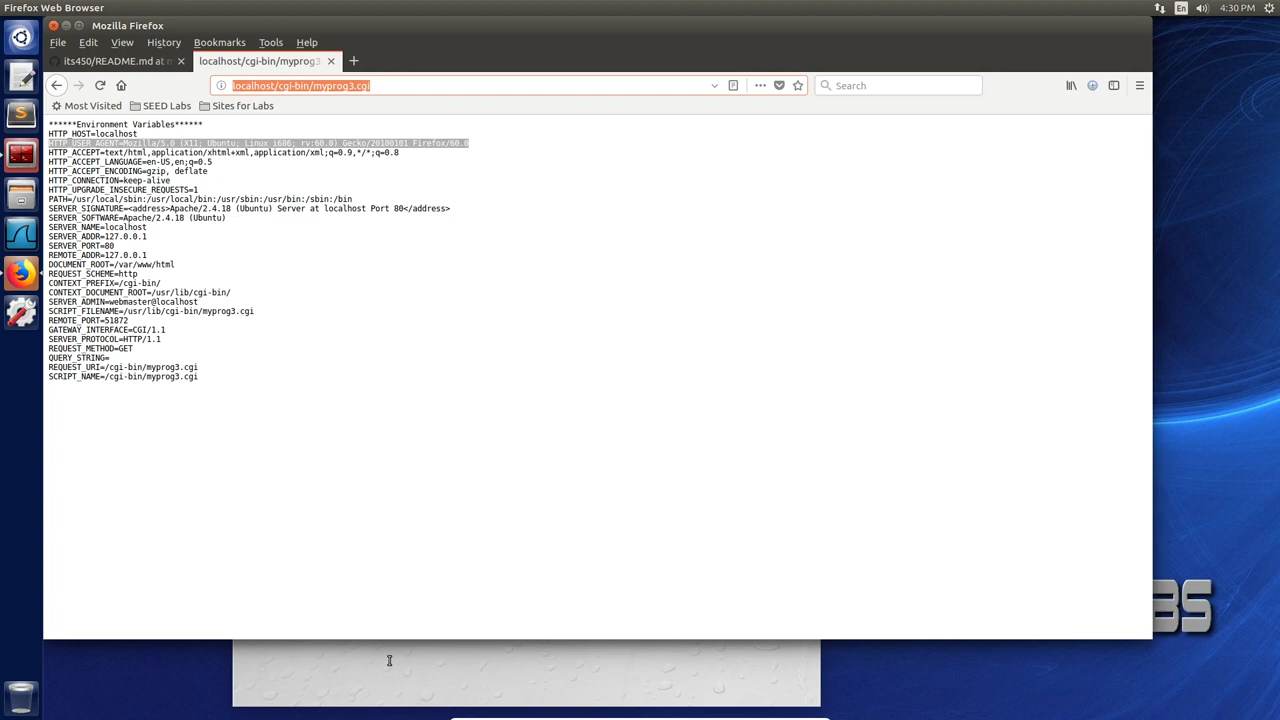 Firefox Web Browser
En
4:30 PM
Mozilla Firefox
File Edit View History Bookmarks Tools Help
its450/README.md at m
localhost/cgi-bin/myprog3
localhost/cgi-bin/myprog3.cgi
Search
Most Visited SEED Labs Sites for Labs
******Environment Variables******
HTTP_HOST=localhost
HTTP_USER_AGENT=Mozilla/5.0 (X11; Ubuntu; Linux i686; rv:60.0) Gecko/20100101 Firefox/60.0
HTTP_ACCEPT=text/html,application/xhtml+xml,application/xml;q=0.9,*/*;q=0.8
HTTP_ACCEPT_LANGUAGE=en-US,en;q=0.5
HTTP_ACCEPT_ENCODING=gzip, deflate
HTTP_CONNECTION=keep-alive
HTTP_UPGRADE_INSECURE_REQUESTS=1
PATH=/usr/local/sbin:/usr/local/bin:/usr/sbin:/usr/bin:/sbin:/bin
SERVER_SIGNATURE=<address>Apache/2.4.18 (Ubuntu) Server at localhost Port 80</address>
SERVER_SOFTWARE=Apache/2.4.18 (Ubuntu)
SERVER_NAME=localhost
SERVER_ADDR=127.0.0.1
SERVER_PORT=80
REMOTE_ADDR=127.0.0.1
DOCUMENT_ROOT=/var/www/html
REQUEST_SCHEME=http
CONTEXT_PREFIX=/cgi-bin/
CONTEXT_DOCUMENT_ROOT=/usr/lib/cgi-bin/
SERVER_ADMIN=webmaster@localhost
SCRIPT_FILENAME=/usr/lib/cgi-bin/myprog3.cgi
REMOTE_PORT=51872
GATEWAY_INTERFACE=CGI/1.1
SERVER_PROTOCOL=HTTP/1.1
REQUEST_METHOD=GET
QUERY_STRING=
REQUEST_URI=/cgi-bin/myprog3.cgi
SCRIPT_NAME=/cgi-bin/myprog3.cgi